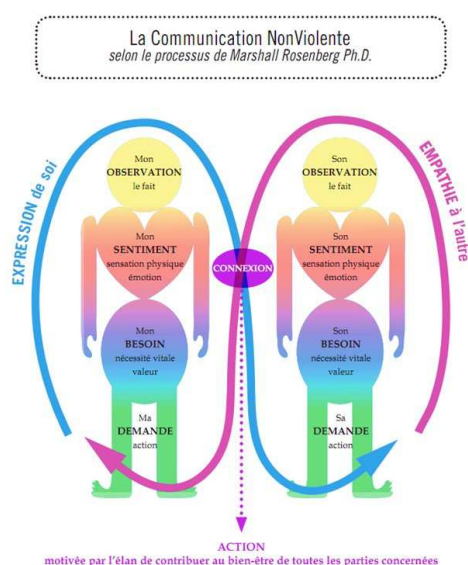 La Communication NonViolente
selon le processus de Marshall Rosenberg Ph.D.
EXPRESSION de soi
Mon
OBSERVATION
le fait
Mon
SENTIMENT
sensation physique
émotion
Mon
BESOIN
nécessité vitale
valeur
Ma
DEMANDE
action
CONNEXION
Son
OBSERVATION
le fait
Son
SENTIMENT
sensation physique
émotion
Son
BESOIN
nécessité vitale
valeur
Sa
DEMANDE
action
EMPATHIE à l'autre
ACTION
motivée par l'élan de contribuer au bien-être de toutes les parties concernées